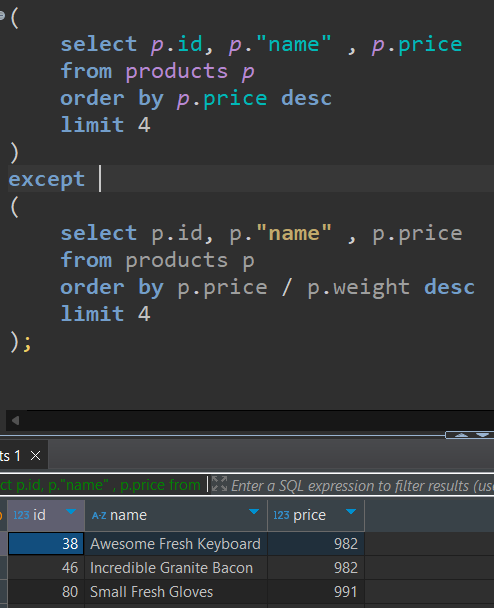 (
select p.id, p."name" , p.price
from products p
order by p.price desc
limit 4
)
except
(
select p.id, p."name" , p.price
from products p
order by p.price / p.weight desc
limit 4
);
ts 1 ×
ct p.id, p."name" , p.price from Enter a SQL expression to filter results (use
123 id A-Z name 123 price
38 Awesome Fresh Keyboard 982
46 Incredible Granite Bacon 982
80 Small Fresh Gloves 991